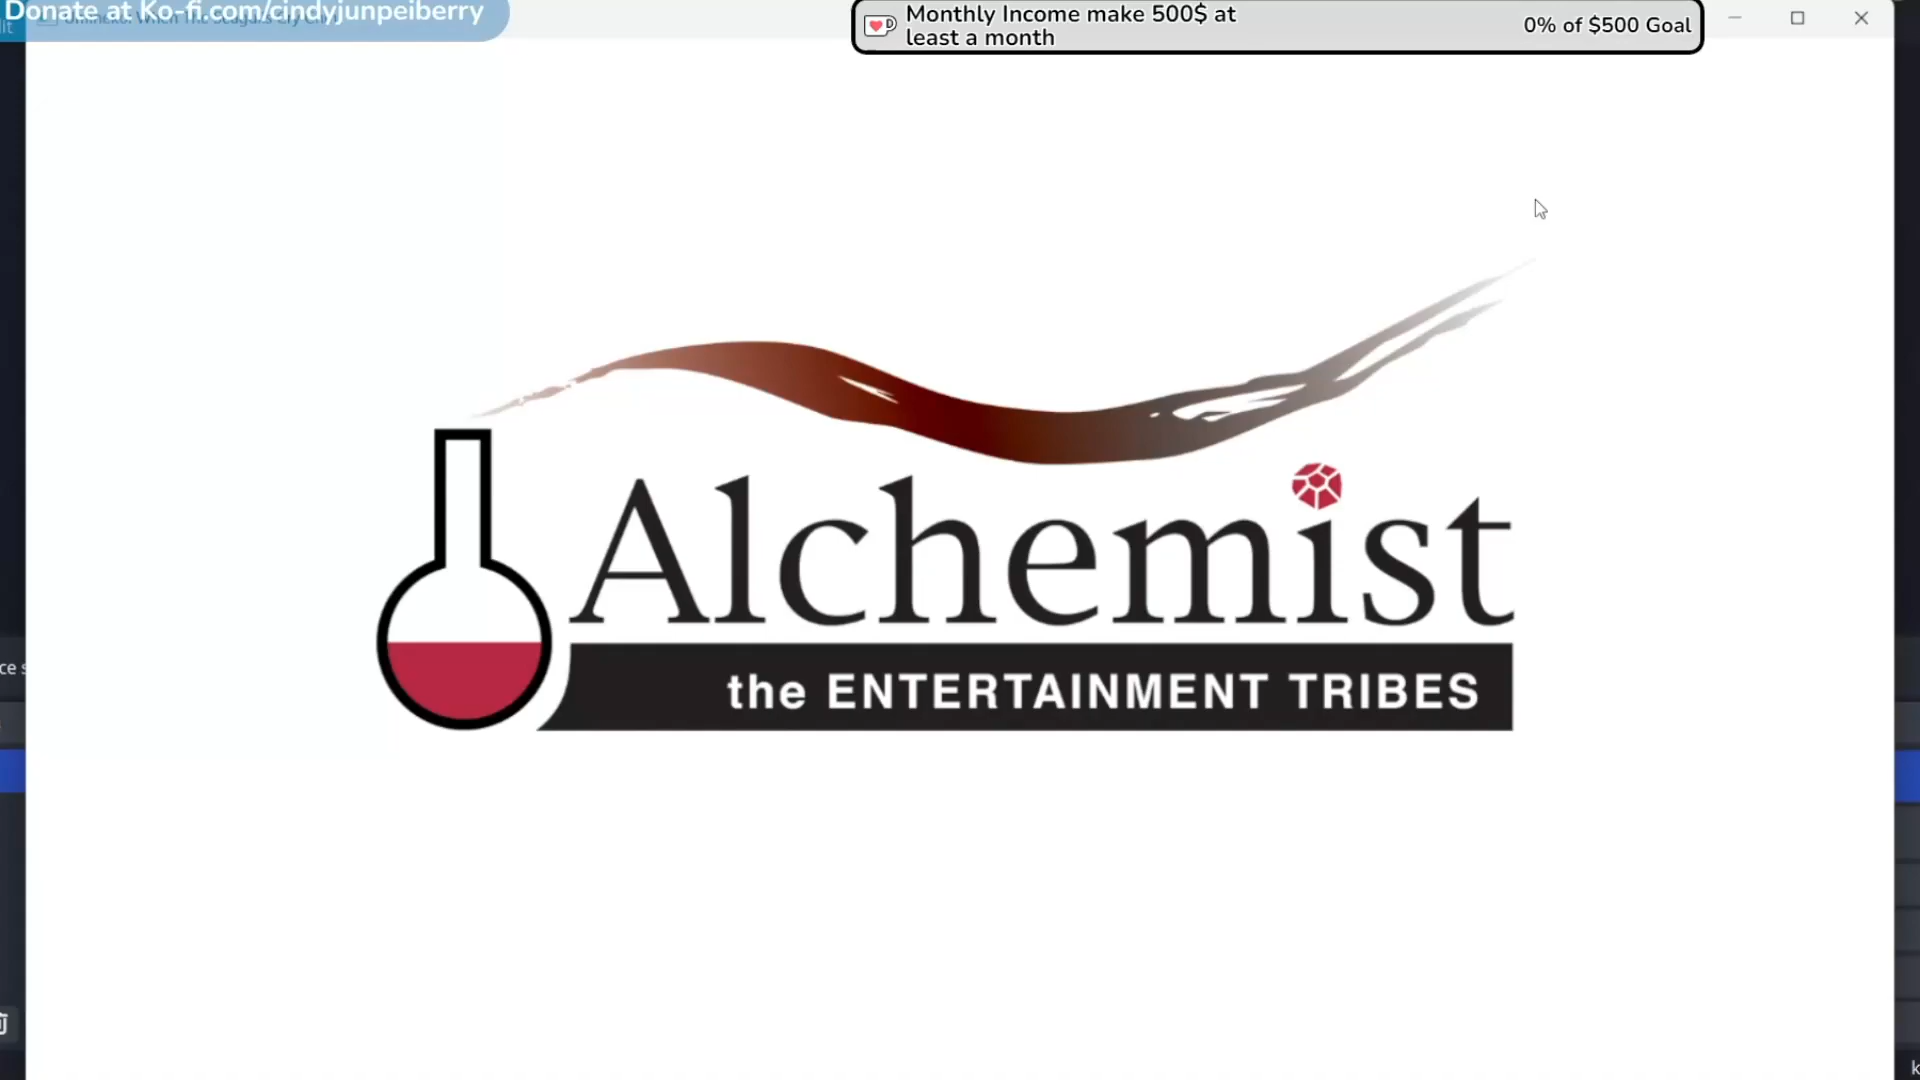 Donate at Ko-fi.com/cindyjunpeiberry
Monthly Income make 500$ at
least a month
0% of $500 Goal
Alchemist
the ENTERTAINMENT TRIBES